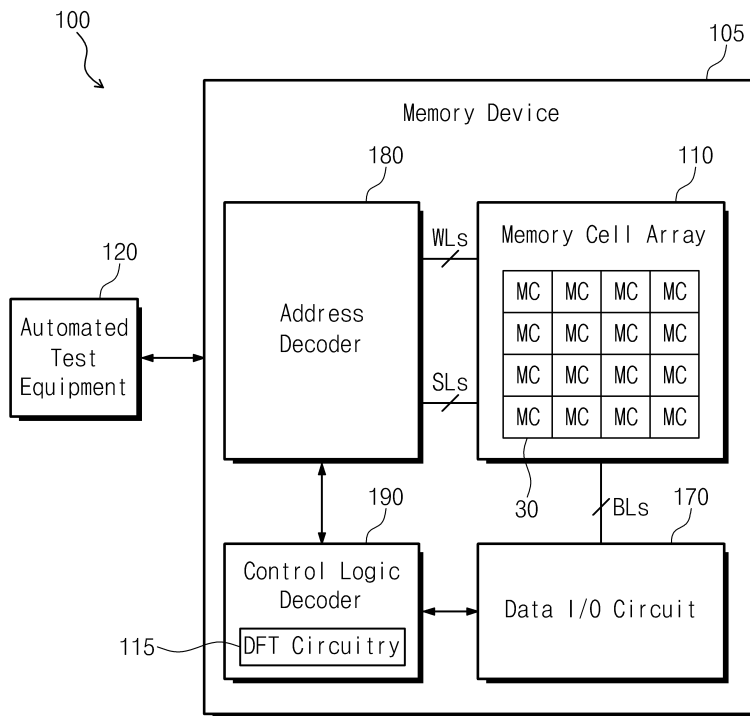 100
105
Memory Device
180
110
120
Automated
Test
Equipment
Address
Decoder
WLs
SLs
Memory Cell Array
MC MC MC MC
MC MC MC MC
MC MC MC MC
MC MC MC MC
30
BLs
190
170
Control Logic
Decoder
115
DFT Circuitry
Data I/O Circuit